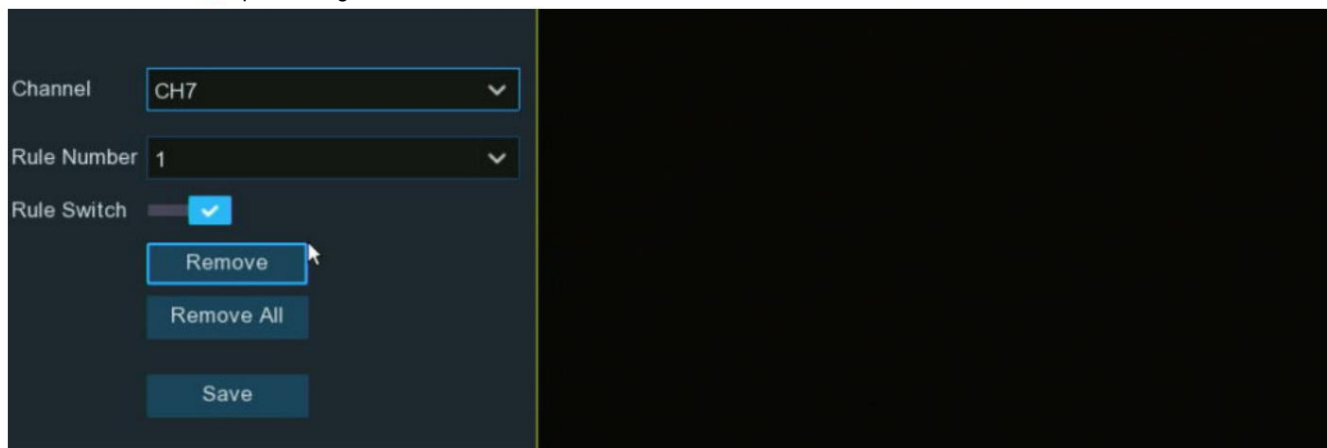 Channel CH7
Rule Number 1
Rule Switch
Remove
Remove All
Save